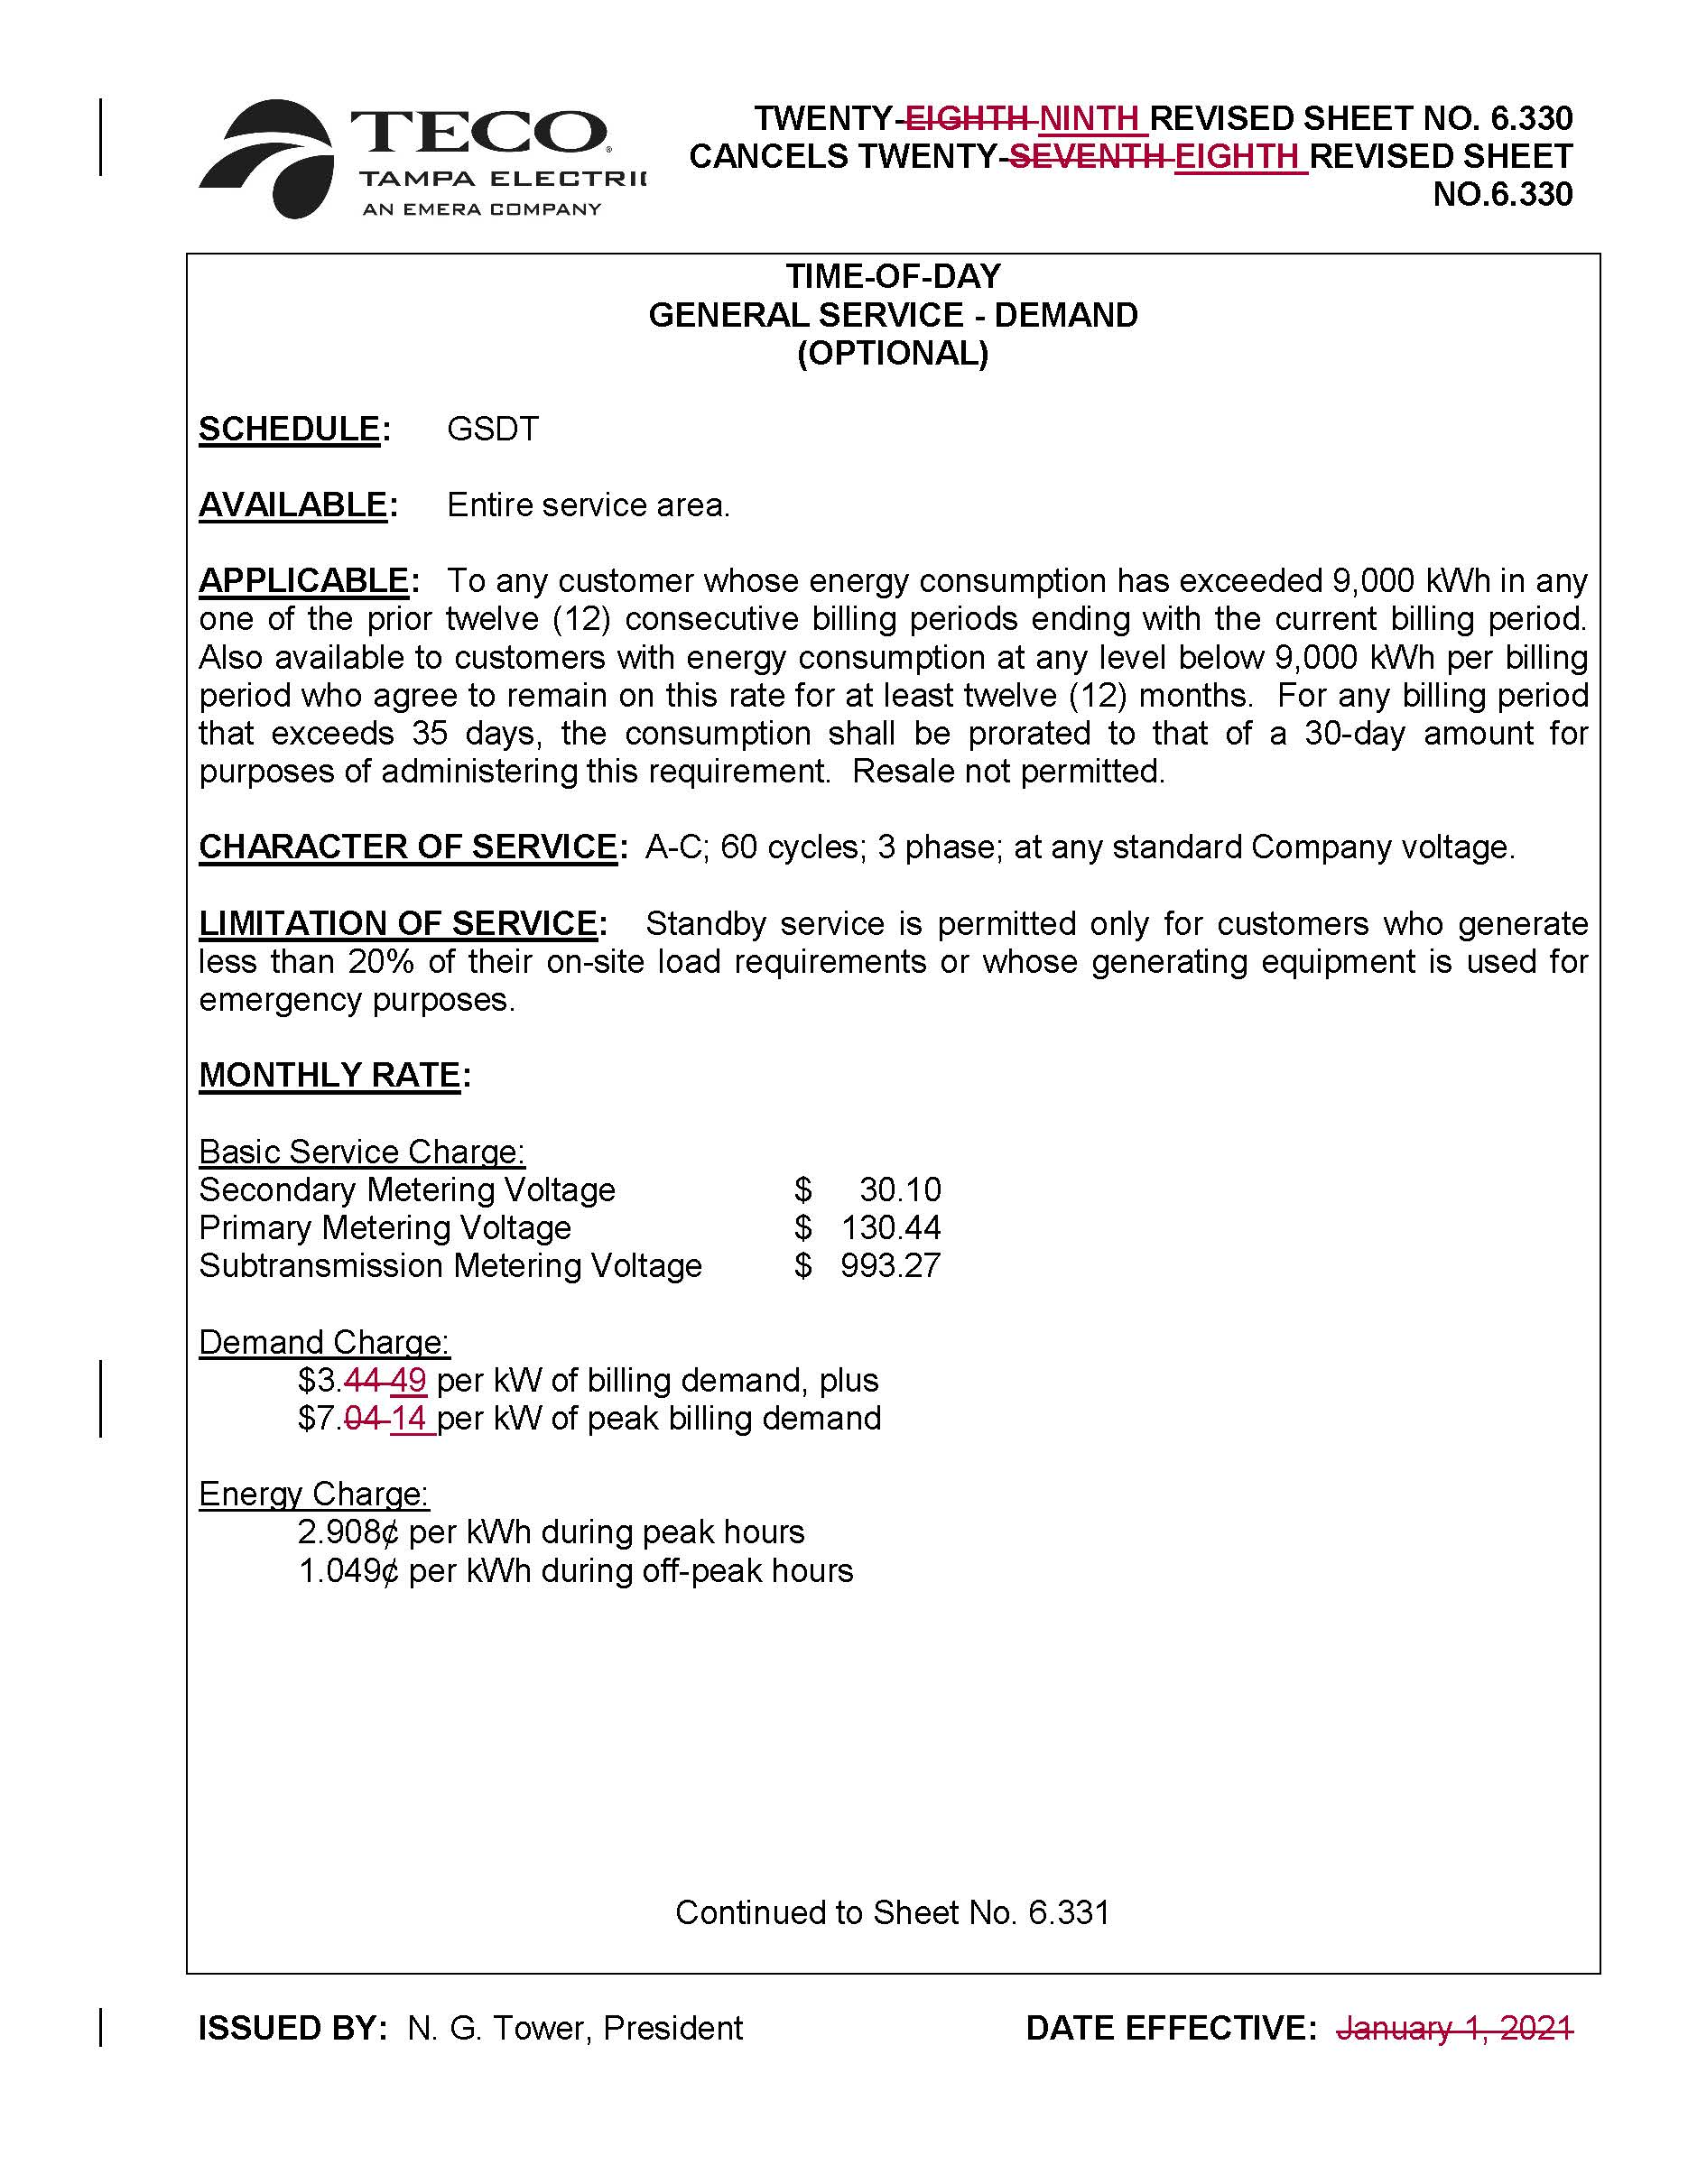 TECO®
TAMPA ELECTRIC
AN EMERA COMPANY
TWENTY-EIGHTH NINTH REVISED SHEET NO. 6.330
CANCELS TWENTY-SEVENTH EIGHTH REVISED SHEET
NO.6.330
TIME-OF-DAY
GENERAL SERVICE - DEMAND
(OPTIONAL)
SCHEDULE: GSDT
AVAILABLE: Entire service area.
APPLICABLE: To any customer whose energy consumption has exceeded 9,000 kWh in any
one of the prior twelve (12) consecutive billing periods ending with the current billing period.
Also available to customers with energy consumption at any level below 9,000 kWh per billing
period who agree to remain on this rate for at least twelve (12) months. For any billing period
that exceeds 35 days, the consumption shall be prorated to that of a 30-day amount for
purposes of administering this requirement. Resale not permitted.
CHARACTER OF SERVICE: A-C; 60 cycles; 3 phase; at any standard Company voltage.
LIMITATION OF SERVICE: Standby service is permitted only for customers who generate
less than 20% of their on-site load requirements or whose generating equipment is used for
emergency purposes.
MONTHLY RATE:
Basic Service Charge:
Secondary Metering Voltage $ 30.10
Primary Metering Voltage $ 130.44
Subtransmission Metering Voltage $ 993.27
Demand Charge:
$3.44 49 per kW of billing demand, plus
$7.04 14 per kW of peak billing demand
Energy Charge:
2.908¢ per kWh during peak hours
1.049¢ per kWh during off-peak hours
Continued to Sheet No. 6.331
ISSUED BY: N. G. Tower, President DATE EFFECTIVE: January 1, 2021